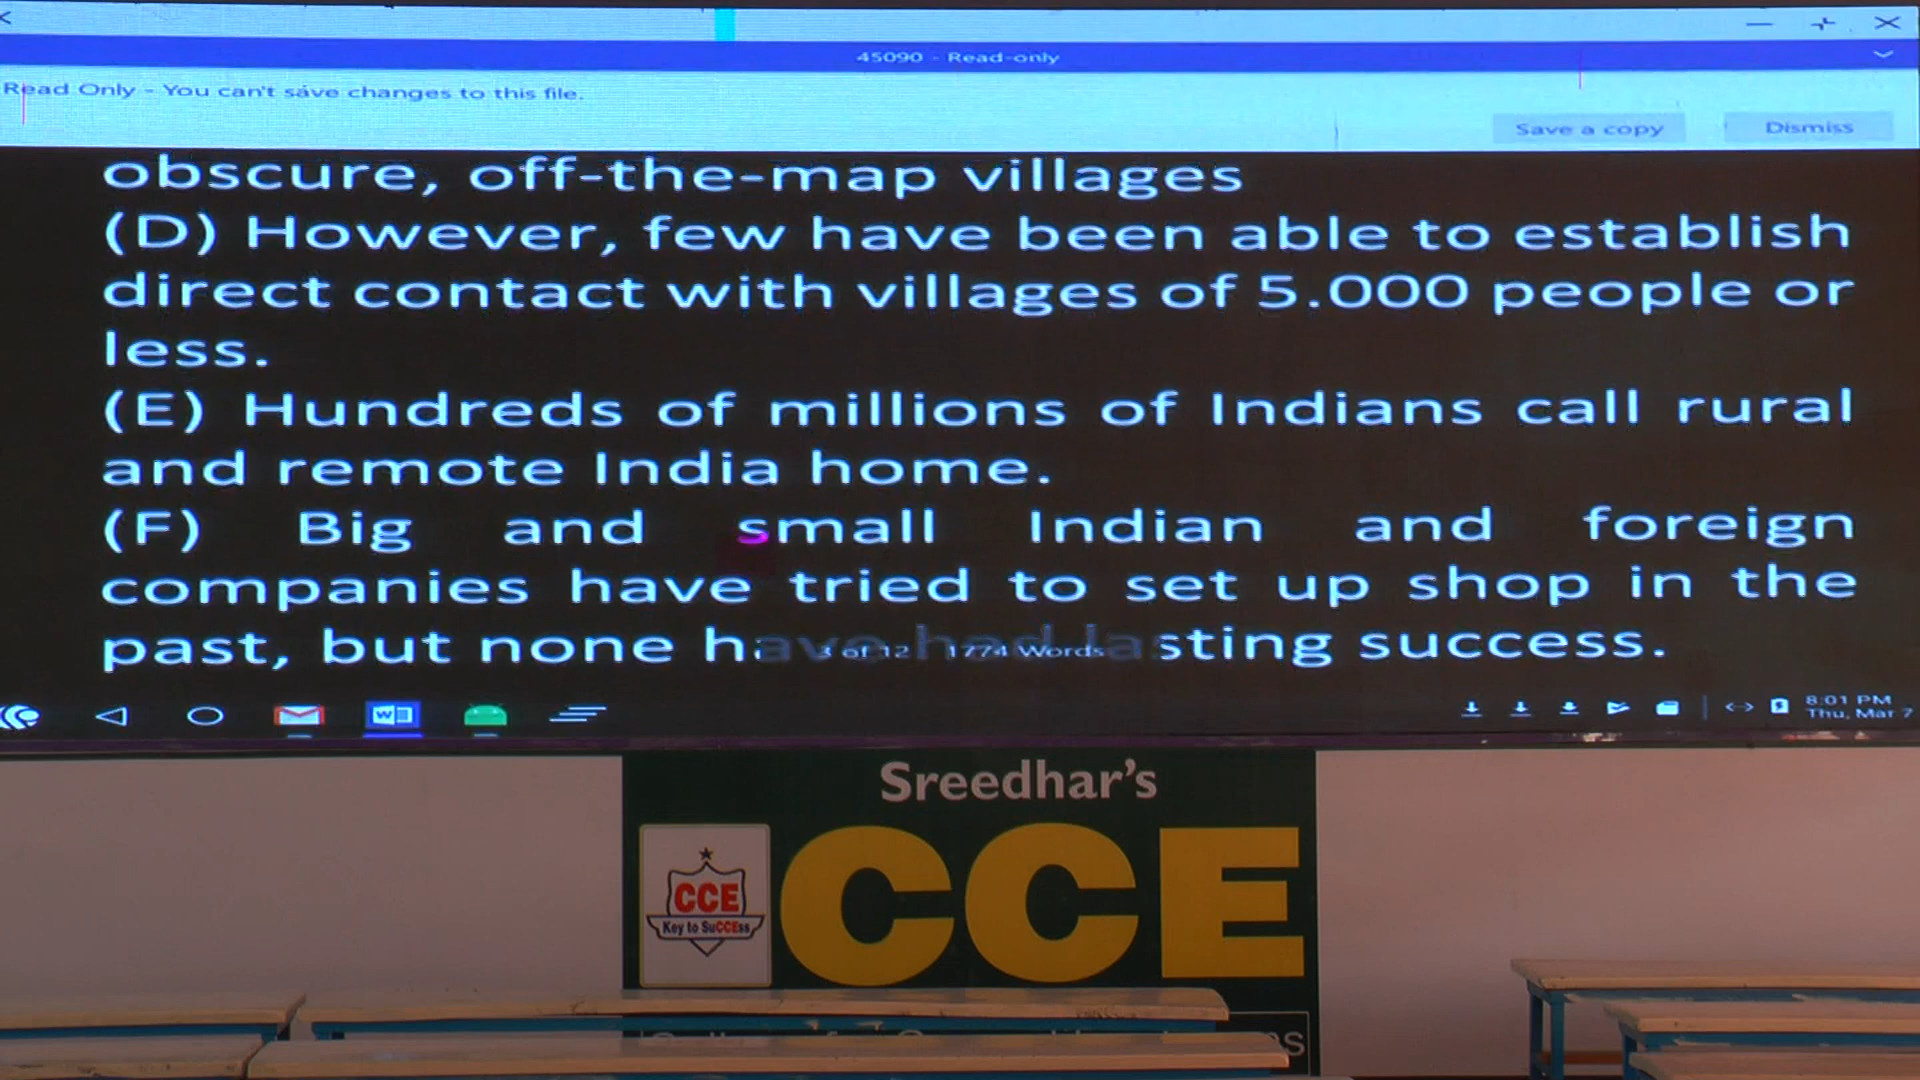 45090 - Read-only
Read Only - You can't save changes to this file.
Save a copy Dismiss
obscure, off-the-map villages
(D) However, few have been able to establish
direct contact with villages of 5.000 people or
less.
(E) Hundreds of millions of Indians call rural
and remote India home.
(F) Big and small Indian and foreign
companies have tried to set up shop in the
past, but none have had lasting success.
3 of 12 1774 Words
8:01 PM
Thu, Mar 7
Sreedhar's
CCE
CCE
Key to SuCCEss